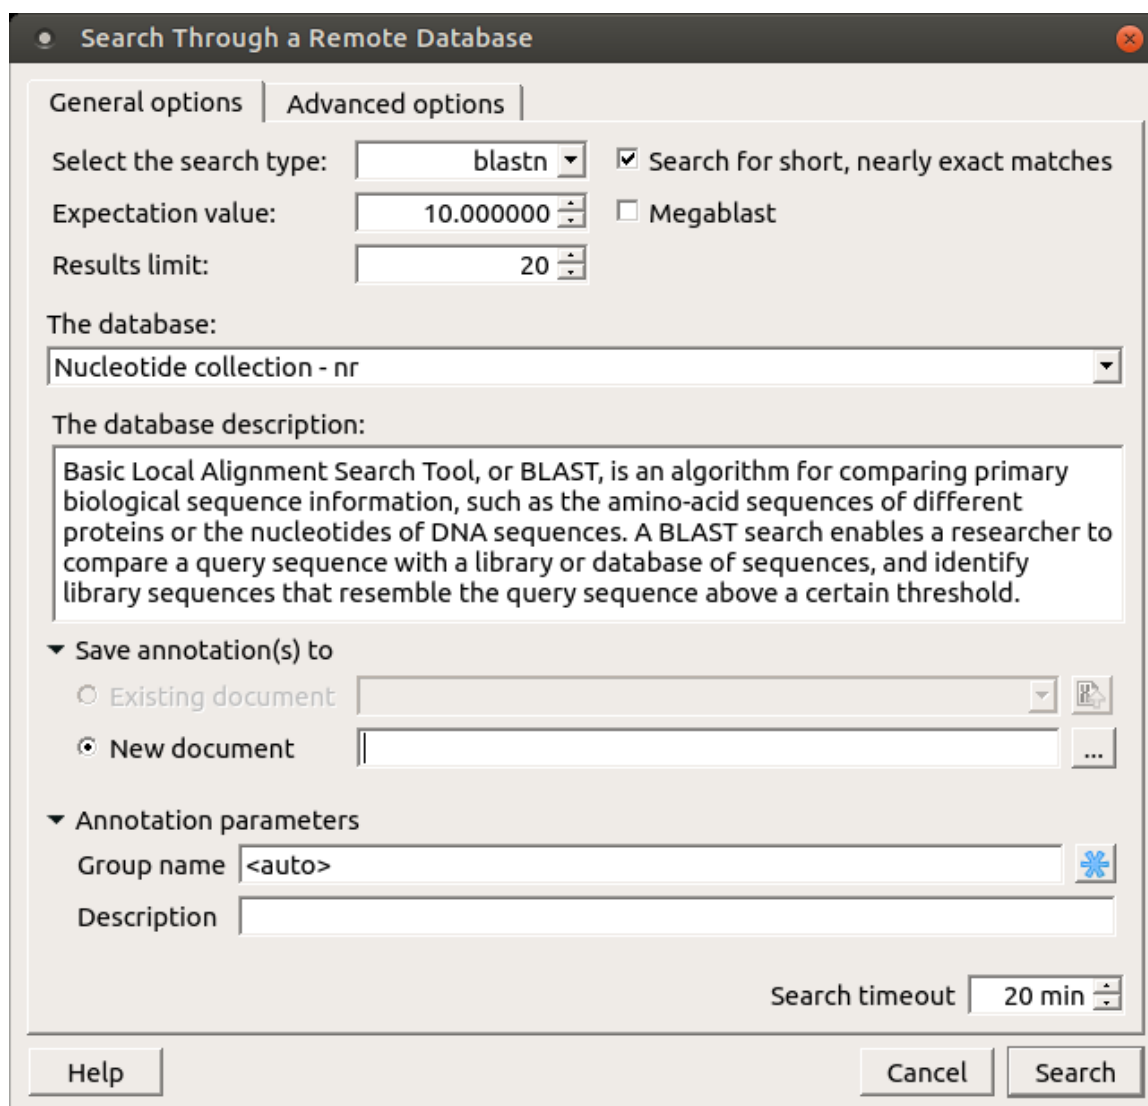 Search Through a Remote Database
General options Advanced options
Select the search type: blastn Search for short, nearly exact matches
Expectation value: 10.000000 Megablast
Results limit: 20
The database:
Nucleotide collection - nr
The database description:
Basic Local Alignment Search Tool, or BLAST, is an algorithm for comparing primary
biological sequence information, such as the amino-acid sequences of different
proteins or the nucleotides of DNA sequences. A BLAST search enables a researcher to
compare a query sequence with a library or database of sequences, and identify
library sequences that resemble the query sequence above a certain threshold.
Save annotation(s) to
Existing document
New document ...
Annotation parameters
Group name <auto>
Description
Search timeout 20 min
Help Cancel Search